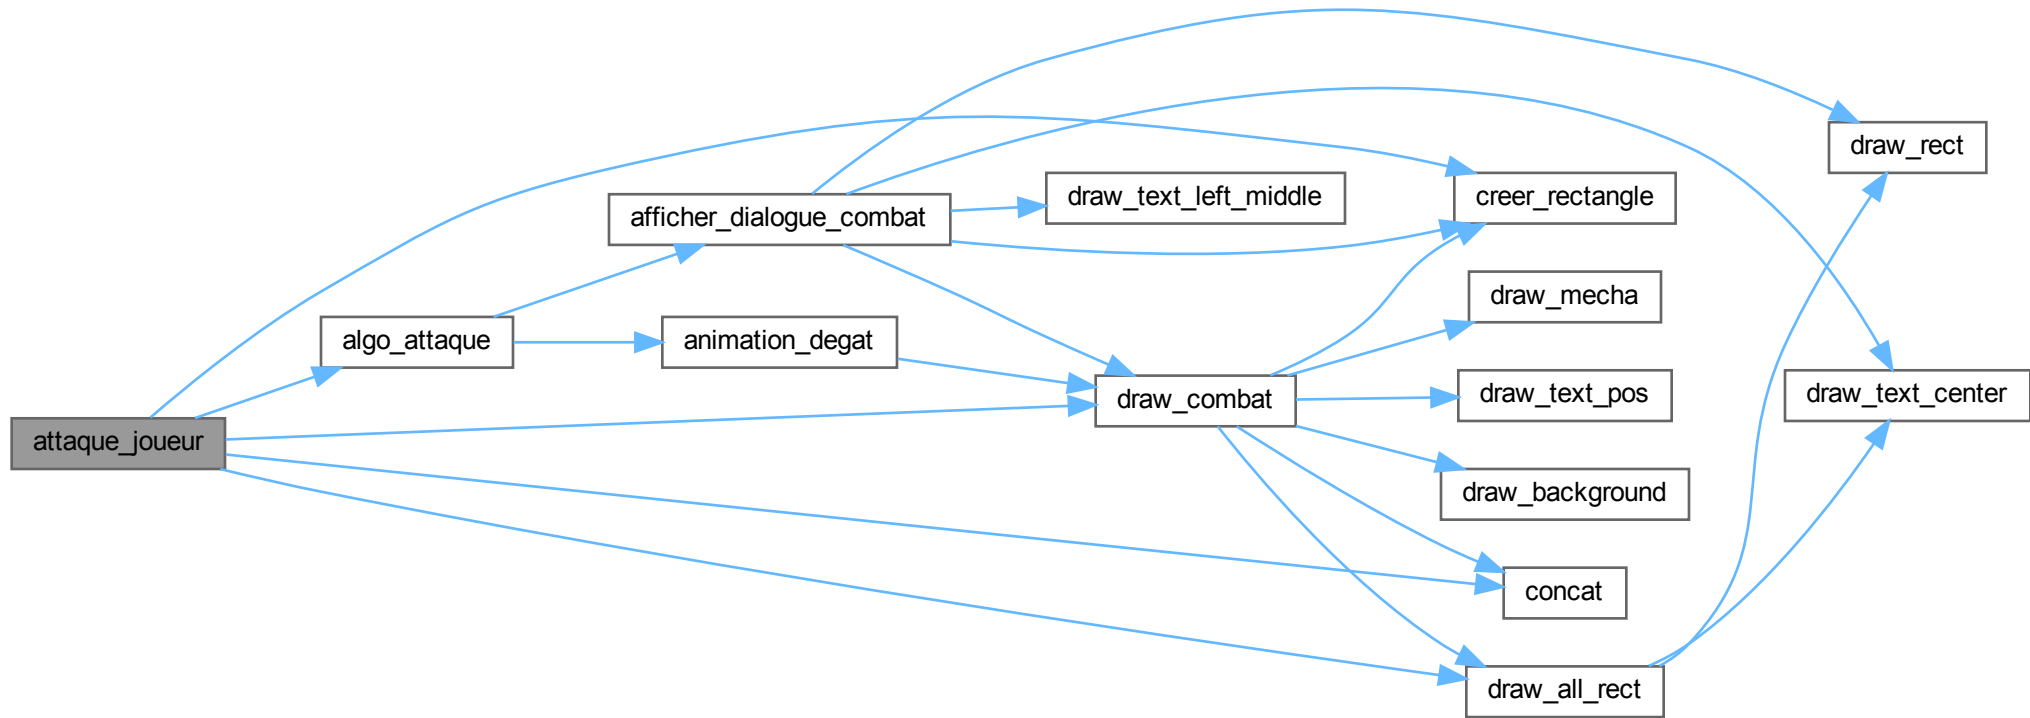 attaque_joueur
algo_attaque
afficher_dialogue_combat
animation_degat
draw_text_left_middle
draw_combat
creer_rectangle
draw_mecha
draw_text_pos
draw_background
concat
draw_all_rect
draw_rect
draw_text_center